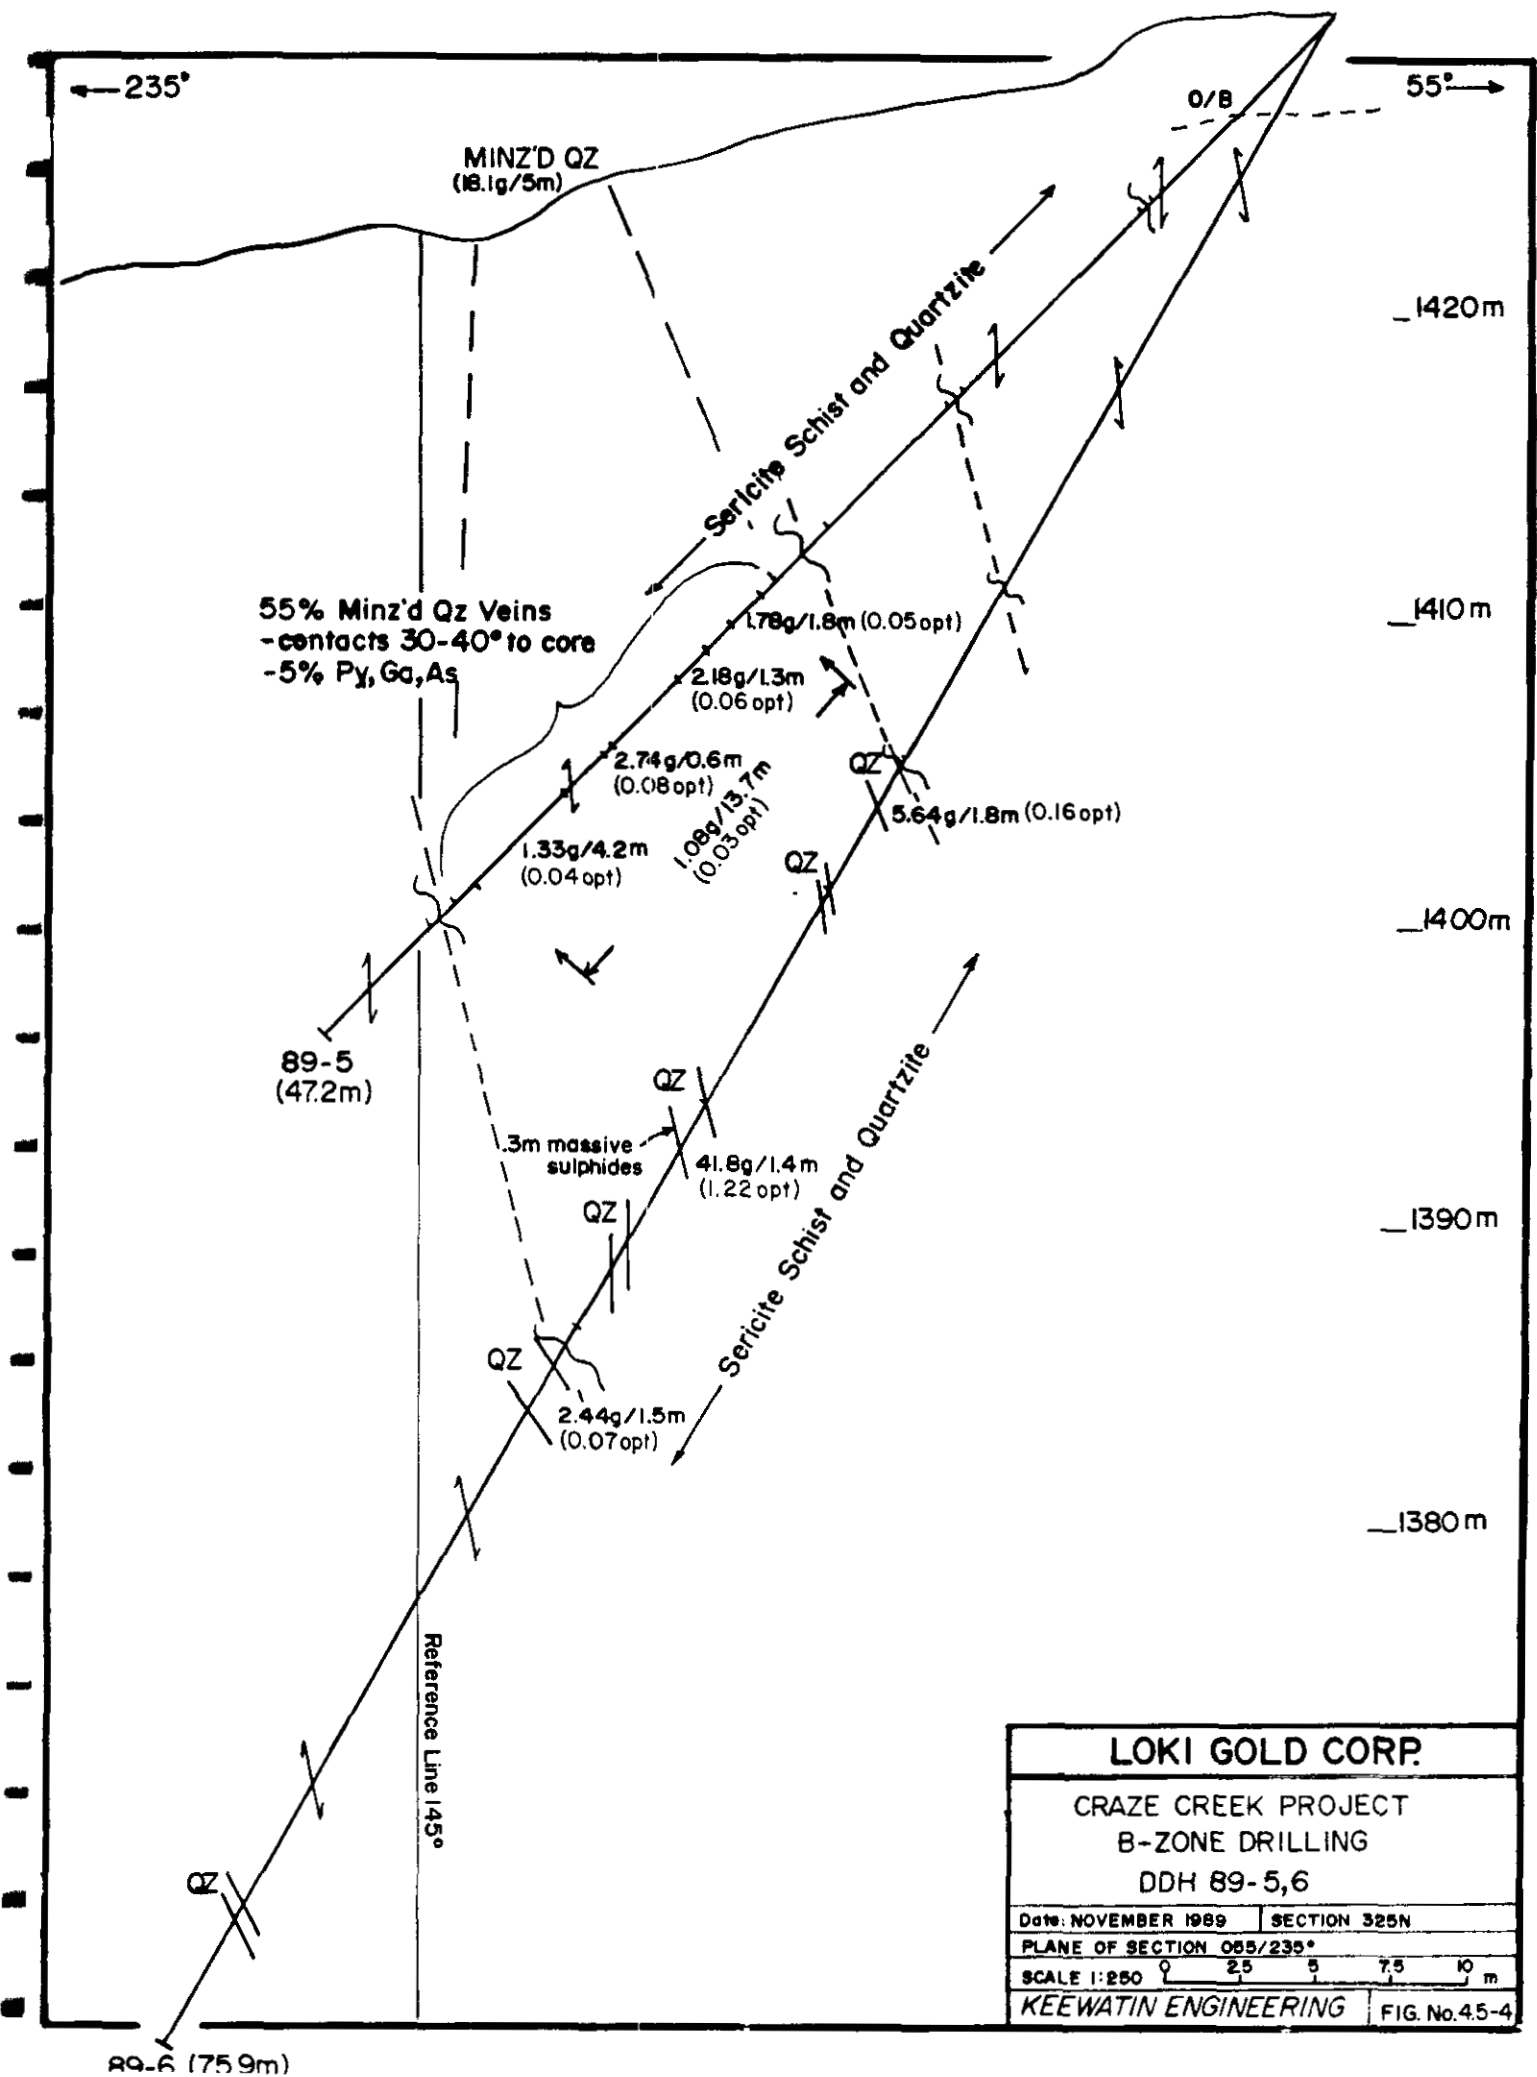 235°
55°
O/B
MINZ'D QZ
(18.1g/5m)
1420m
Sericite Schist and Quartzite
55% Minz'd Qz Veins
-contacts 30-40° to core
-5% Py, Ga, As
1.78g/1.8m (0.05opt)
1410m
2.18g/1.3m
(0.06opt)
2.74g/0.6m
(0.08opt)
1.08g/13.7m
(0.03opt)
QZ
5.64g/1.8m (0.16opt)
1.33g/4.2m
(0.04opt)
QZ
1400m
89-5
(47.2m)
QZ
.3m massive
sulphides
41.8g/1.4m
(1.22opt)
Sericite Schist and Quartzite
QZ
1390m
QZ
2.44g/1.5m
(0.07opt)
1380m
Reference Line 145°
QZ
89-6 (75.9m)
LOKI GOLD CORP.
CRAZE CREEK PROJECT
B-ZONE DRILLING
DDH 89-5,6
Date: NOVEMBER 1989 SECTION 325N
PLANE OF SECTION 055/235°
SCALE 1:250 0 2.5 5 7.5 10 m
KEEWATIN ENGINEERING FIG. No. 4.5-4